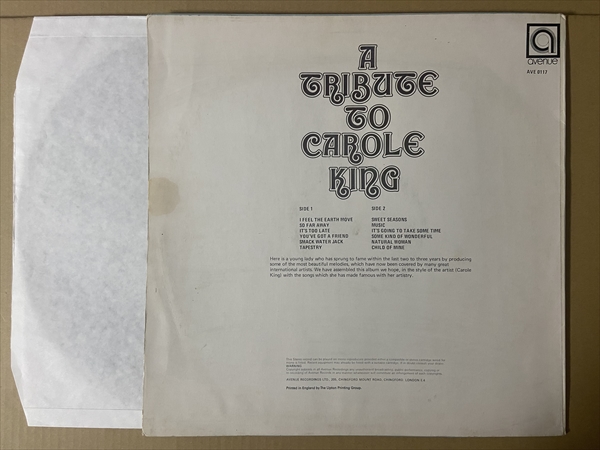 A
TRIBUTE
TO
CAROLE
KING
a
avenue
AVE 0117
SIDE 1
I FEEL THE EARTH MOVE
SO FAR AWAY
IT'S TOO LATE
YOU'VE GOT A FRIEND
SMACK WATER JACK
TAPESTRY
SIDE 2
SWEET SEASONS
MUSIC
IT'S GOING TO TAKE SOME TIME
SOME KIND OF WONDERFUL
NATURAL WOMAN
CHILD OF MINE
Here is a young lady who has sprung to fame within the last two to three years by producing
some of the most beautiful melodies, which have now been covered by many great
international artists. We have assembled this album we hope, in the style of the artist (Carole
King) with the songs which she has made famous with her artistry.
WARNING
Printed in England by The Upton Printing Group.